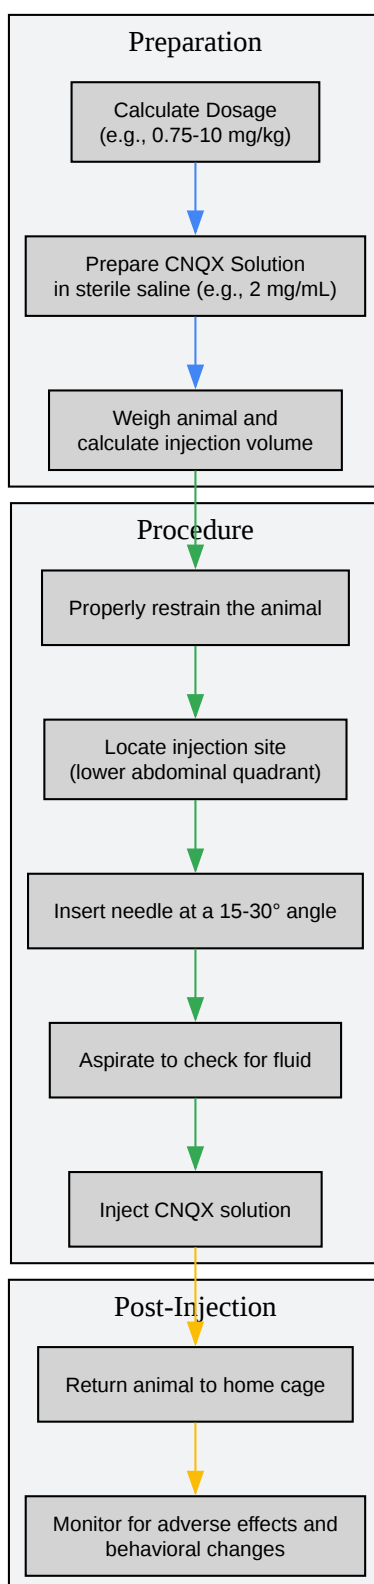 Preparation
Calculate Dosage
(e.g., 0.75-10 mg/kg)
Prepare CNQX Solution
in sterile saline (e.g., 2 mg/mL)
Weigh animal and
calculate injection volume
Procedure
Properly restrain the animal
Locate injection site
(lower abdominal quadrant)
Insert needle at a 15-30° angle
Aspirate to check for fluid
Inject CNQX solution
Post-Injection
Return animal to home cage
Monitor for adverse effects and
behavioral changes